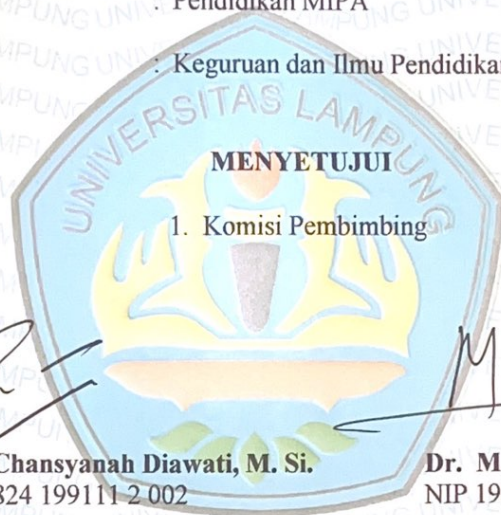 : Pendidikan MIPA
: Keguruan dan Ilmu Pendidikan
UNIVERSITAS LAMPUNG
MENYETUJUI
1. Komisi Pembimbing
Chansyanah Diawati, M. Si.
824 199111 2 002
Dr. M
NIP 19